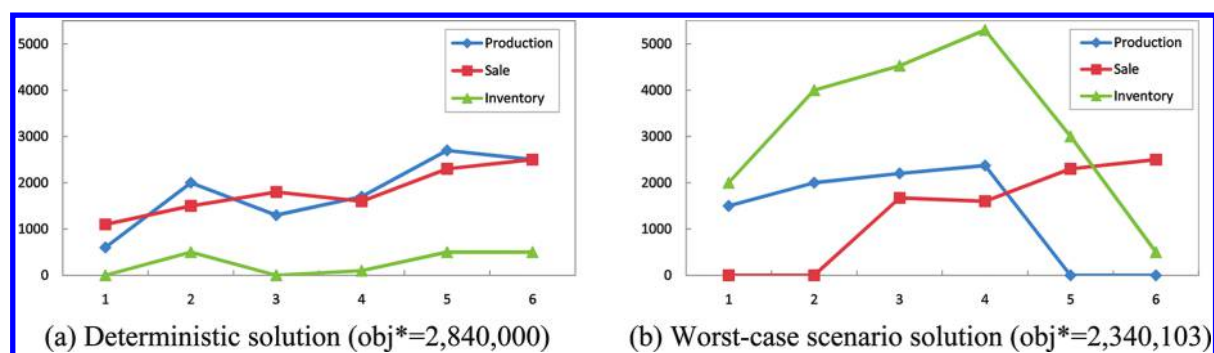 5000
4000
3000
2000
1000
0
1 2 3 4 5 6
Production
Sale
Inventory
(a) Deterministic solution (obj*=2,840,000)
5000
4000
3000
2000
1000
0
1 2 3 4 5 6
Production
Sale
Inventory
(b) Worst-case scenario solution (obj*=2,340,103)